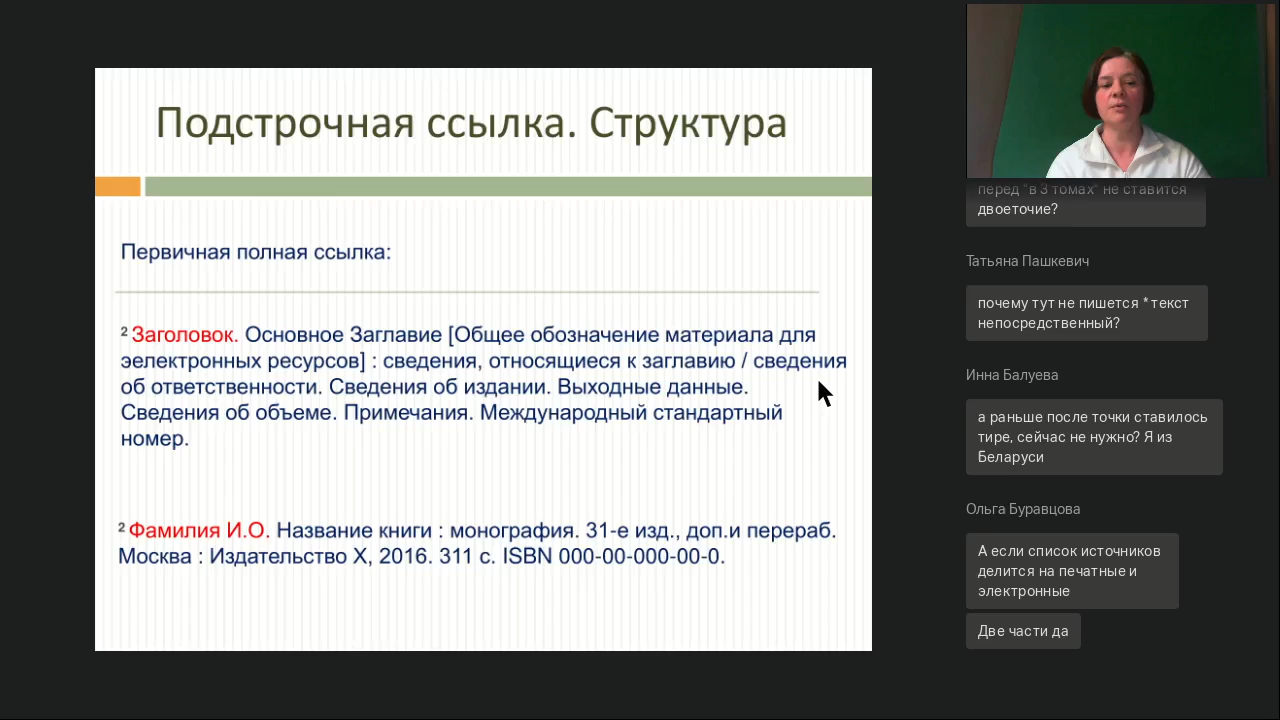 Подстрочная ссылка. Структура
Первичная полная ссылка:
² Заголовок. Основное Заглавие [Общее обозначение материала для
эелектронных ресурсов] : сведения, относящиеся к заглавию / сведения
об ответственности. Сведения об издании. Выходные данные.
Сведения об объеме. Примечания. Международный стандартный
номер.
² Фамилия И.О. Название книги : монография. 31-е изд., доп.и перераб.
Москва : Издательство Х, 2016. 311 с. ISBN 000-00-000-00-0.
перед "в 3 томах" не ставится
двоеточие?
Татьяна Пашкевич
почему тут не пишется * текст
непосредственный?
Инна Балуева
а раньше после точки ставилось
тире, сейчас не нужно? Я из
Беларуси
Ольга Буравцова
А если список источников
делится на печатные и
электронные
Две части да